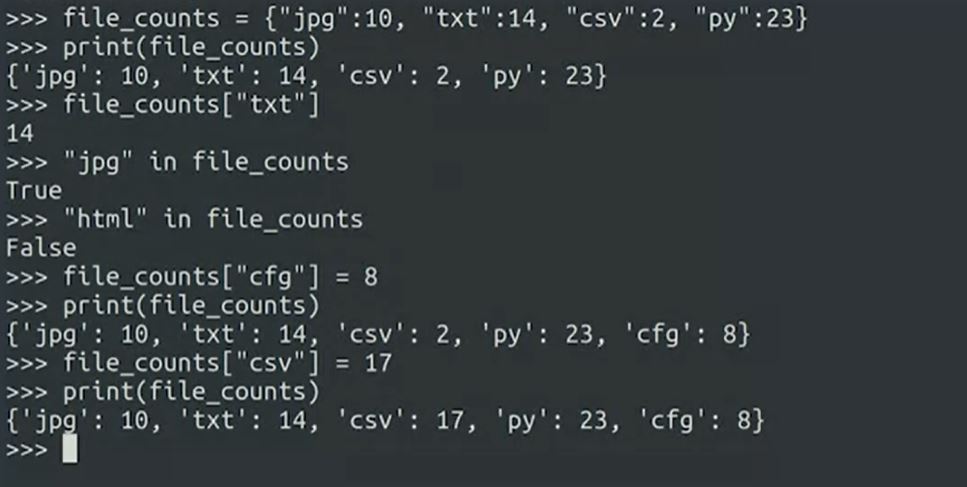 >>> file_counts = {"jpg":10, "txt":14, "csv":2, "py":23}
>>> print(file_counts)
{'jpg': 10, 'txt': 14, 'csv': 2, 'py': 23}
>>> file_counts["txt"]
14
>>> "jpg" in file_counts
True
>>> "html" in file_counts
False
>>> file_counts["cfg"] = 8
>>> print(file_counts)
{'jpg': 10, 'txt': 14, 'csv': 2, 'py': 23, 'cfg': 8}
>>> file_counts["csv"] = 17
>>> print(file_counts)
{'jpg': 10, 'txt': 14, 'csv': 17, 'py': 23, 'cfg': 8}
>>>